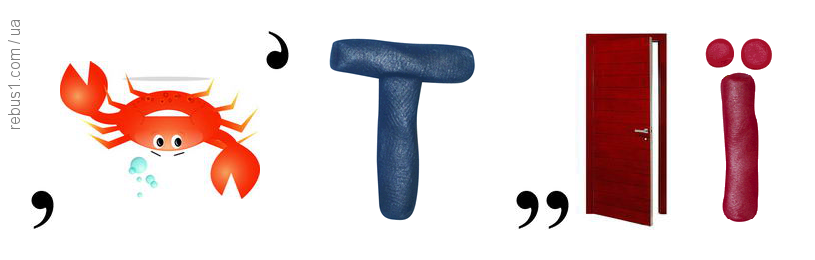 rebus1.com / ua
, ’ Т ,, Ї